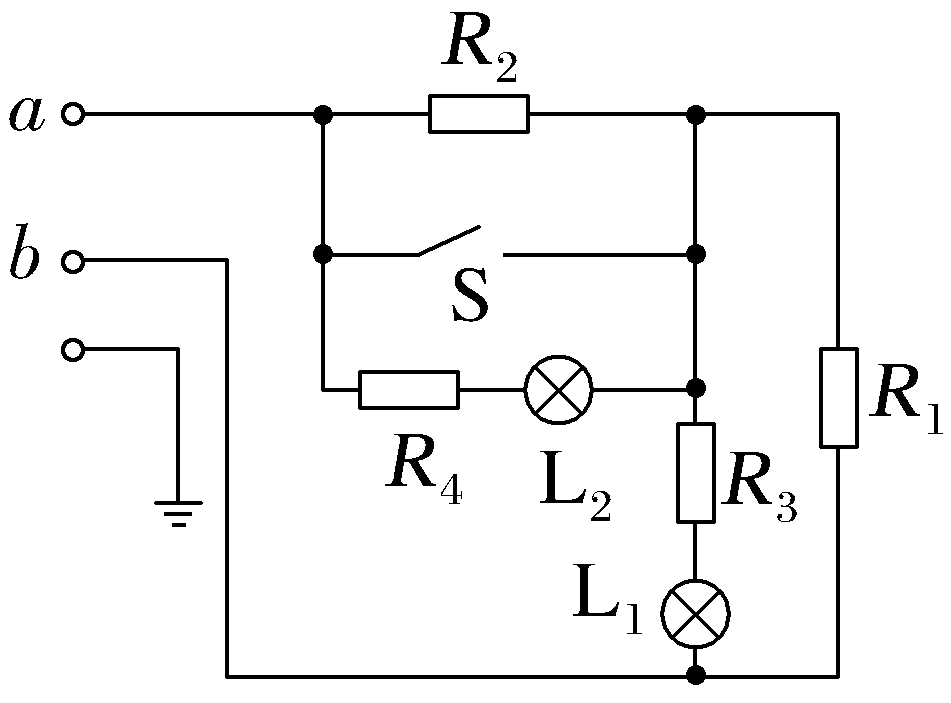 R₂
a
b
S
R₁
R₄
L₂
R₃
L₁